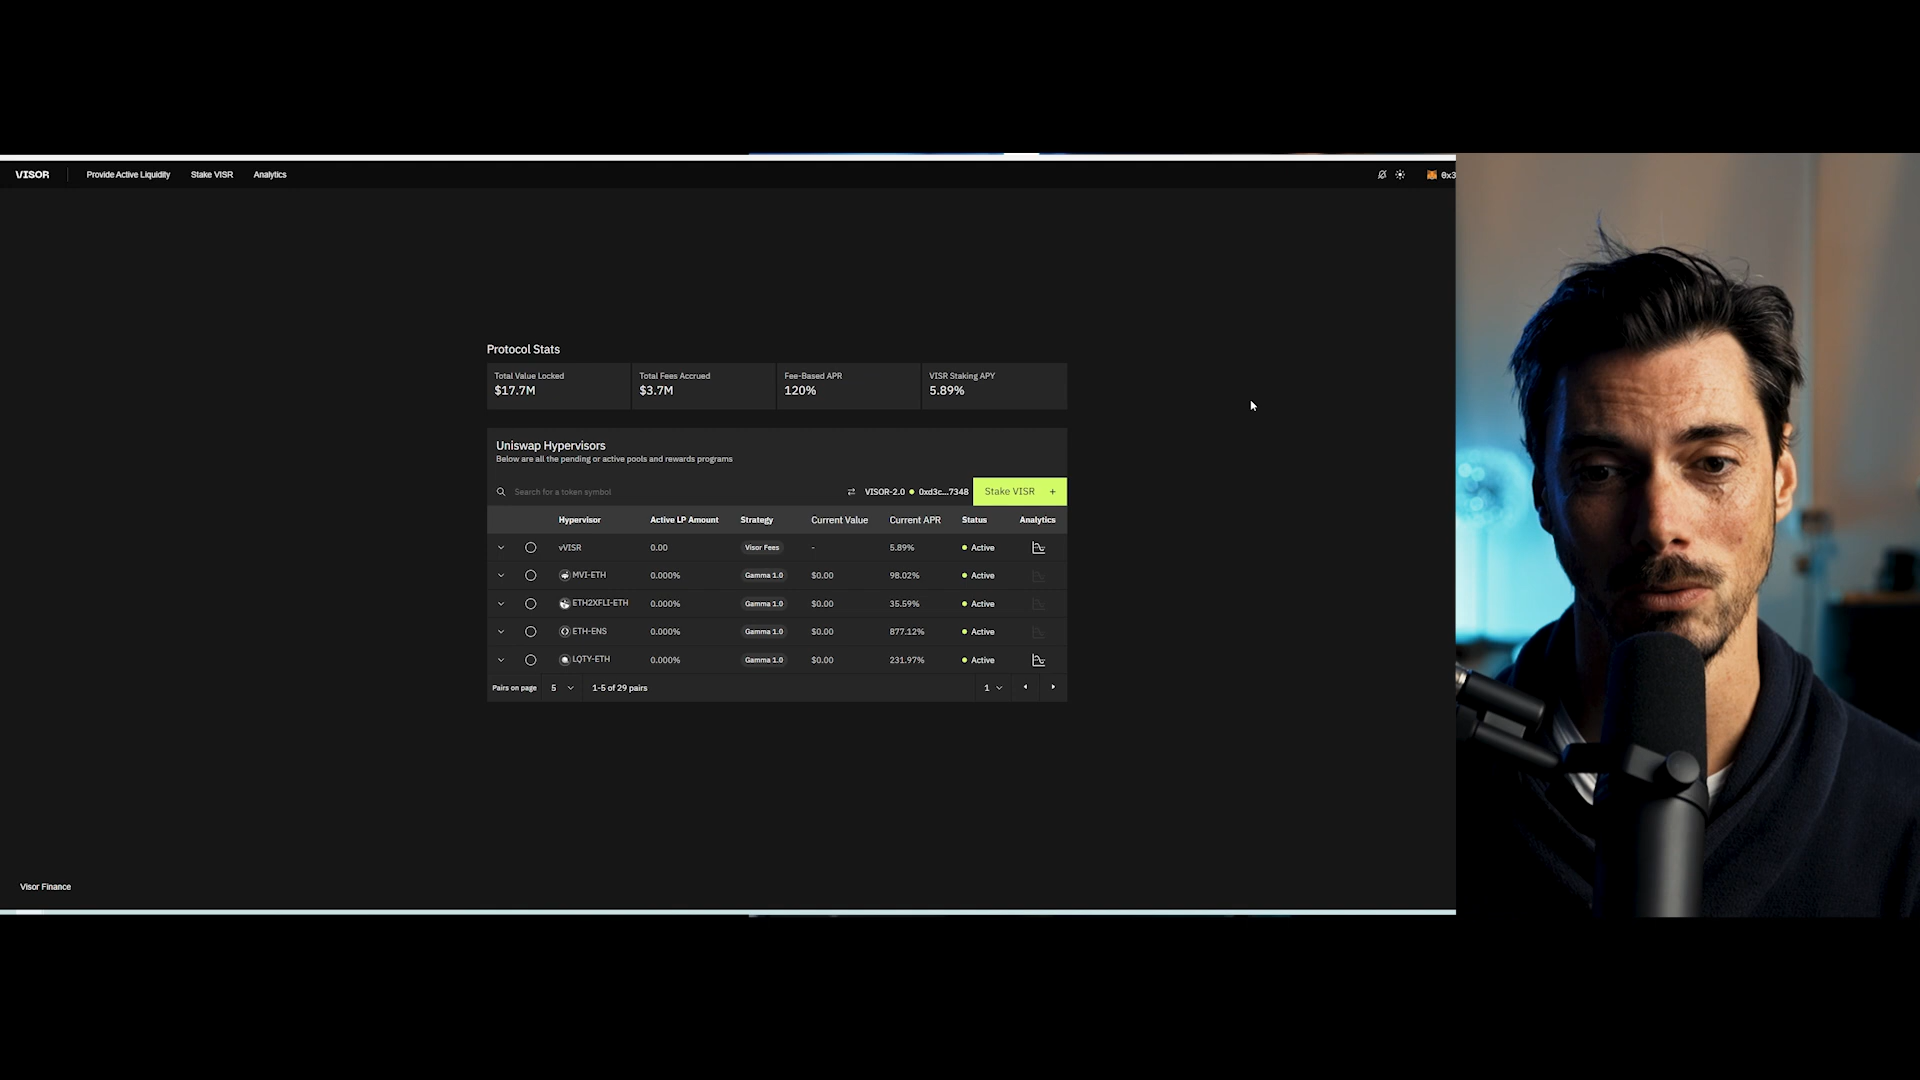 VISOR Provide Active Liquidity Stake VISR Analytics 0x3
Protocol Stats
Total Value Locked Total Fees Accrued Fee-Based APR VISR Staking APY
$17.7M $3.7M 120% 5.89%
Uniswap Hypervisors
Below are all the pending or active pools and rewards programs
Search for a token symbol VISOR-2.0 0xd3c...7348 Stake VISR +
Hypervisor Active LP Amount Strategy Current Value Current APR Status Analytics
vVISR 0.00 Visor Fees - 5.89% Active
MVI-ETH 0.000% Gamma 1.0 $0.00 98.02% Active
ETH2XFLI-ETH 0.000% Gamma 1.0 $0.00 35.59% Active
ETH-ENS 0.000% Gamma 1.0 $0.00 877.12% Active
LQTY-ETH 0.000% Gamma 1.0 $0.00 231.97% Active
Pairs on page 5 1-5 of 29 pairs 1
Visor Finance